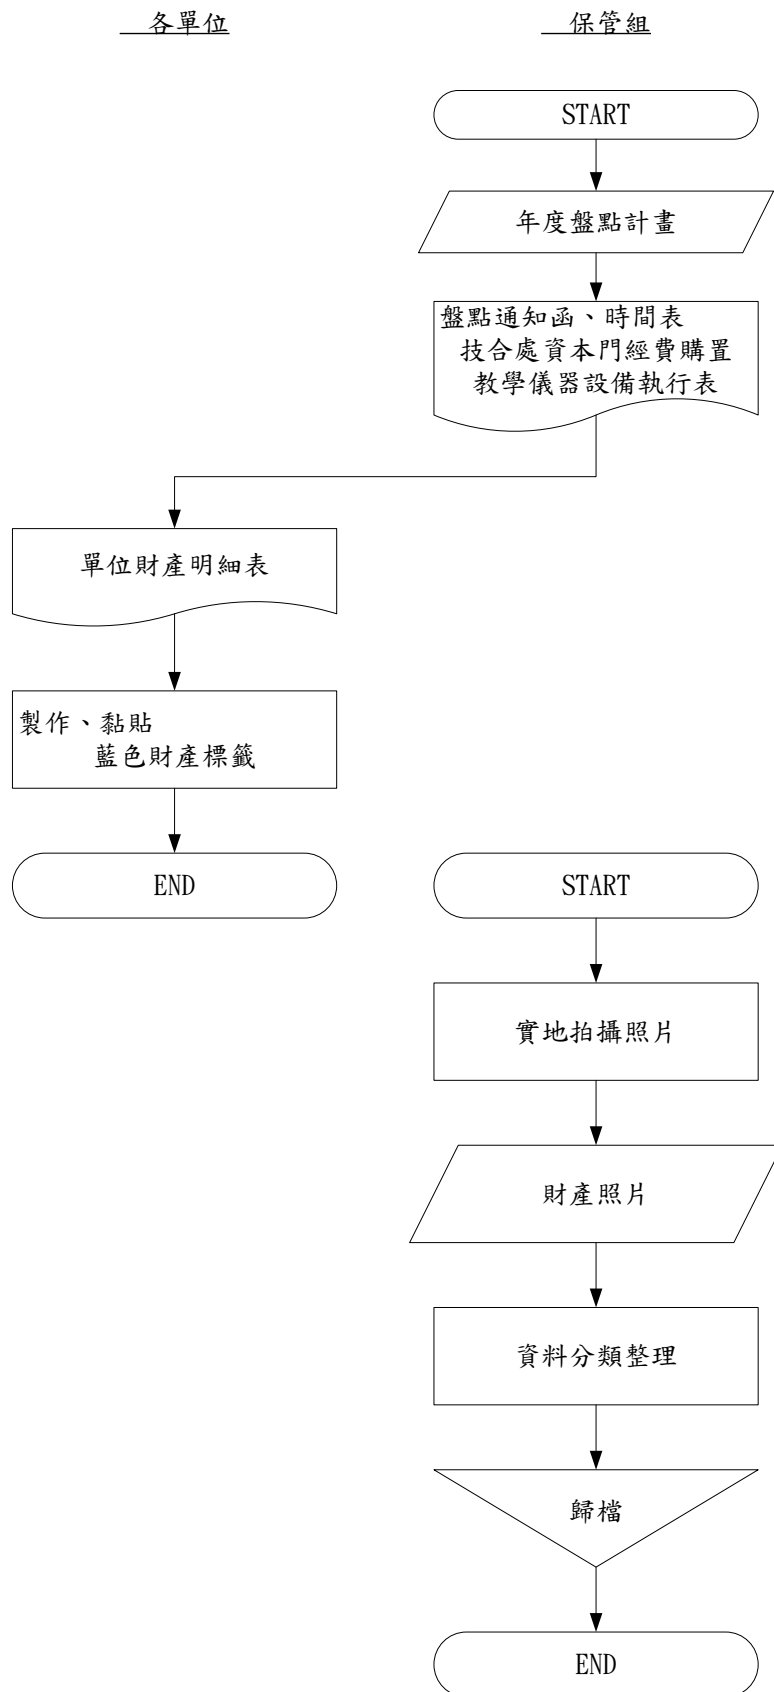 各單位
保管組
START
年度盤點計畫
盤點通知函、時間表
技合處資本門經費購置
教學儀器設備執行表
單位財產明細表
製作、黏貼
藍色財產標籤
END
START
實地拍攝照片
財產照片
資料分類整理
歸檔
END